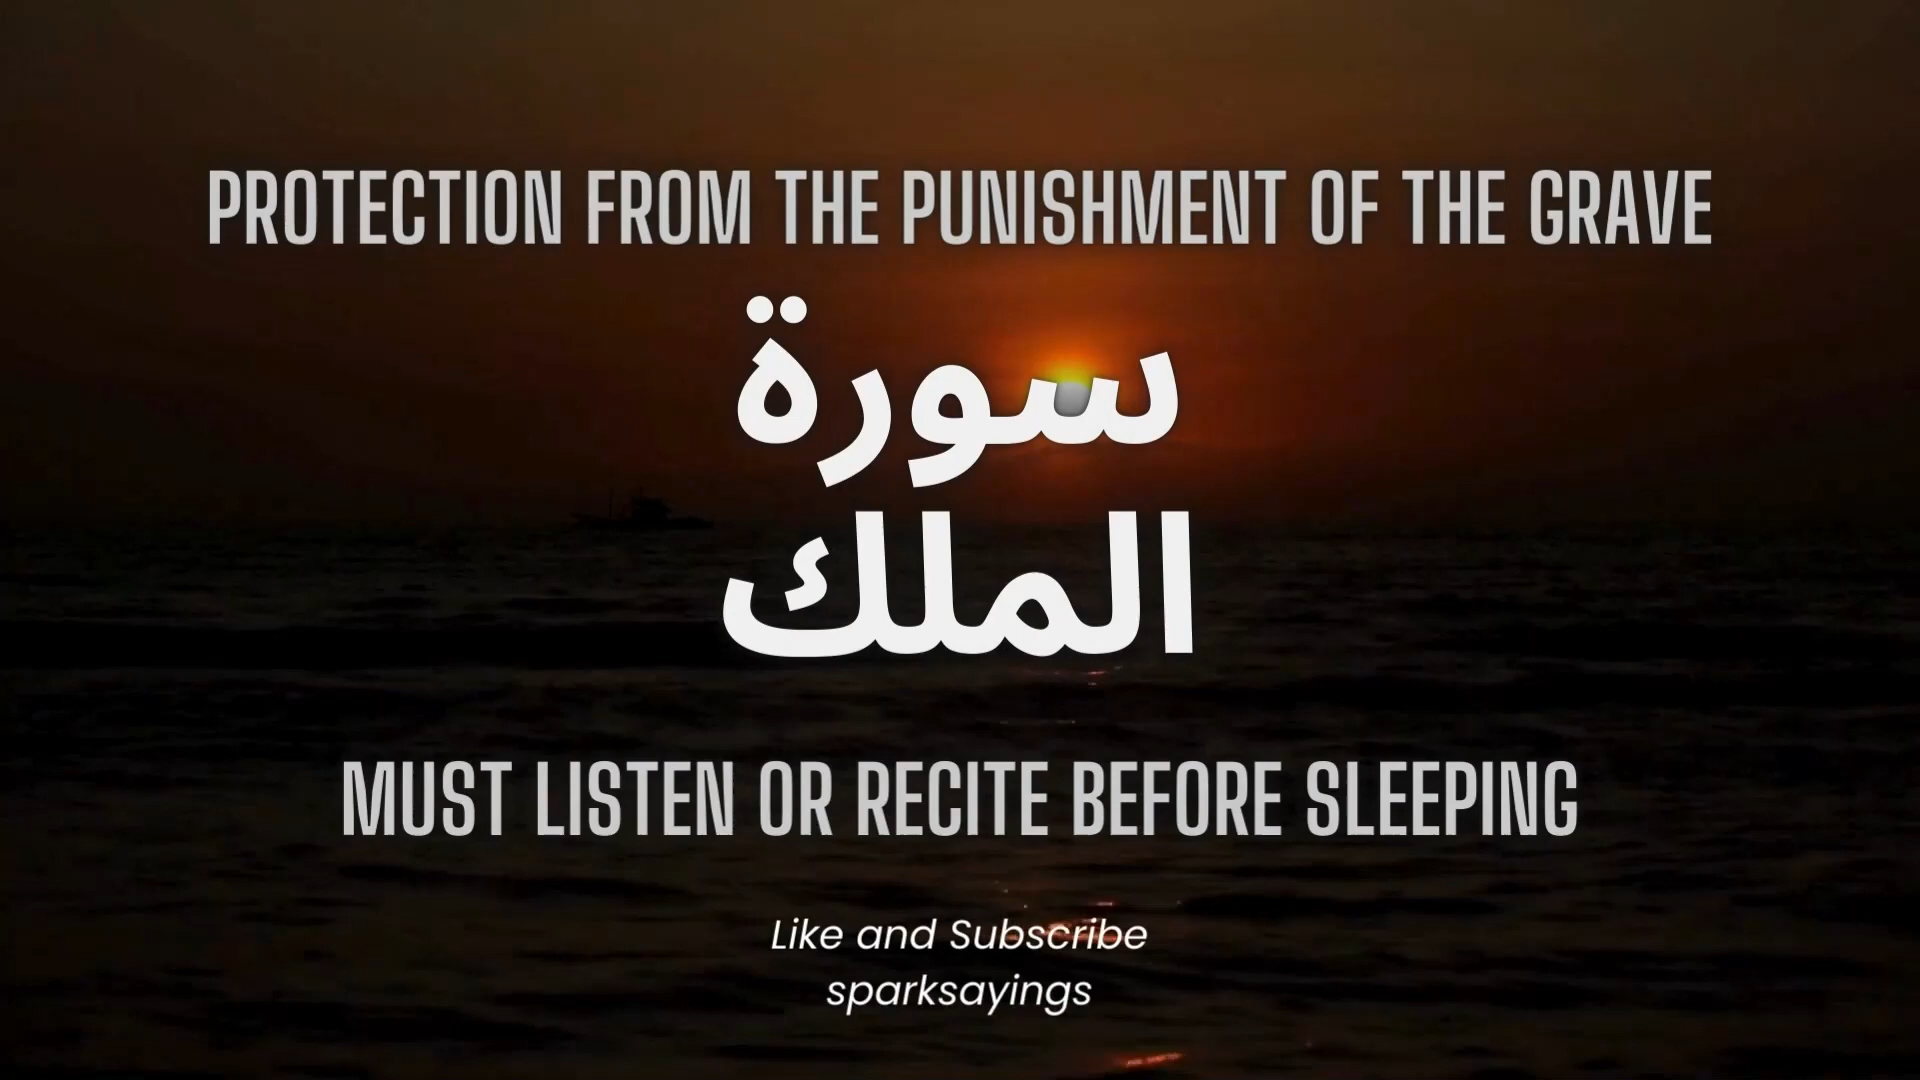 PROTECTION FROM THE PUNISHMENT OF THE GRAVE
سورة
الملك
MUST LISTEN OR RECITE BEFORE SLEEPING
Like and Subscribe
sparksayings